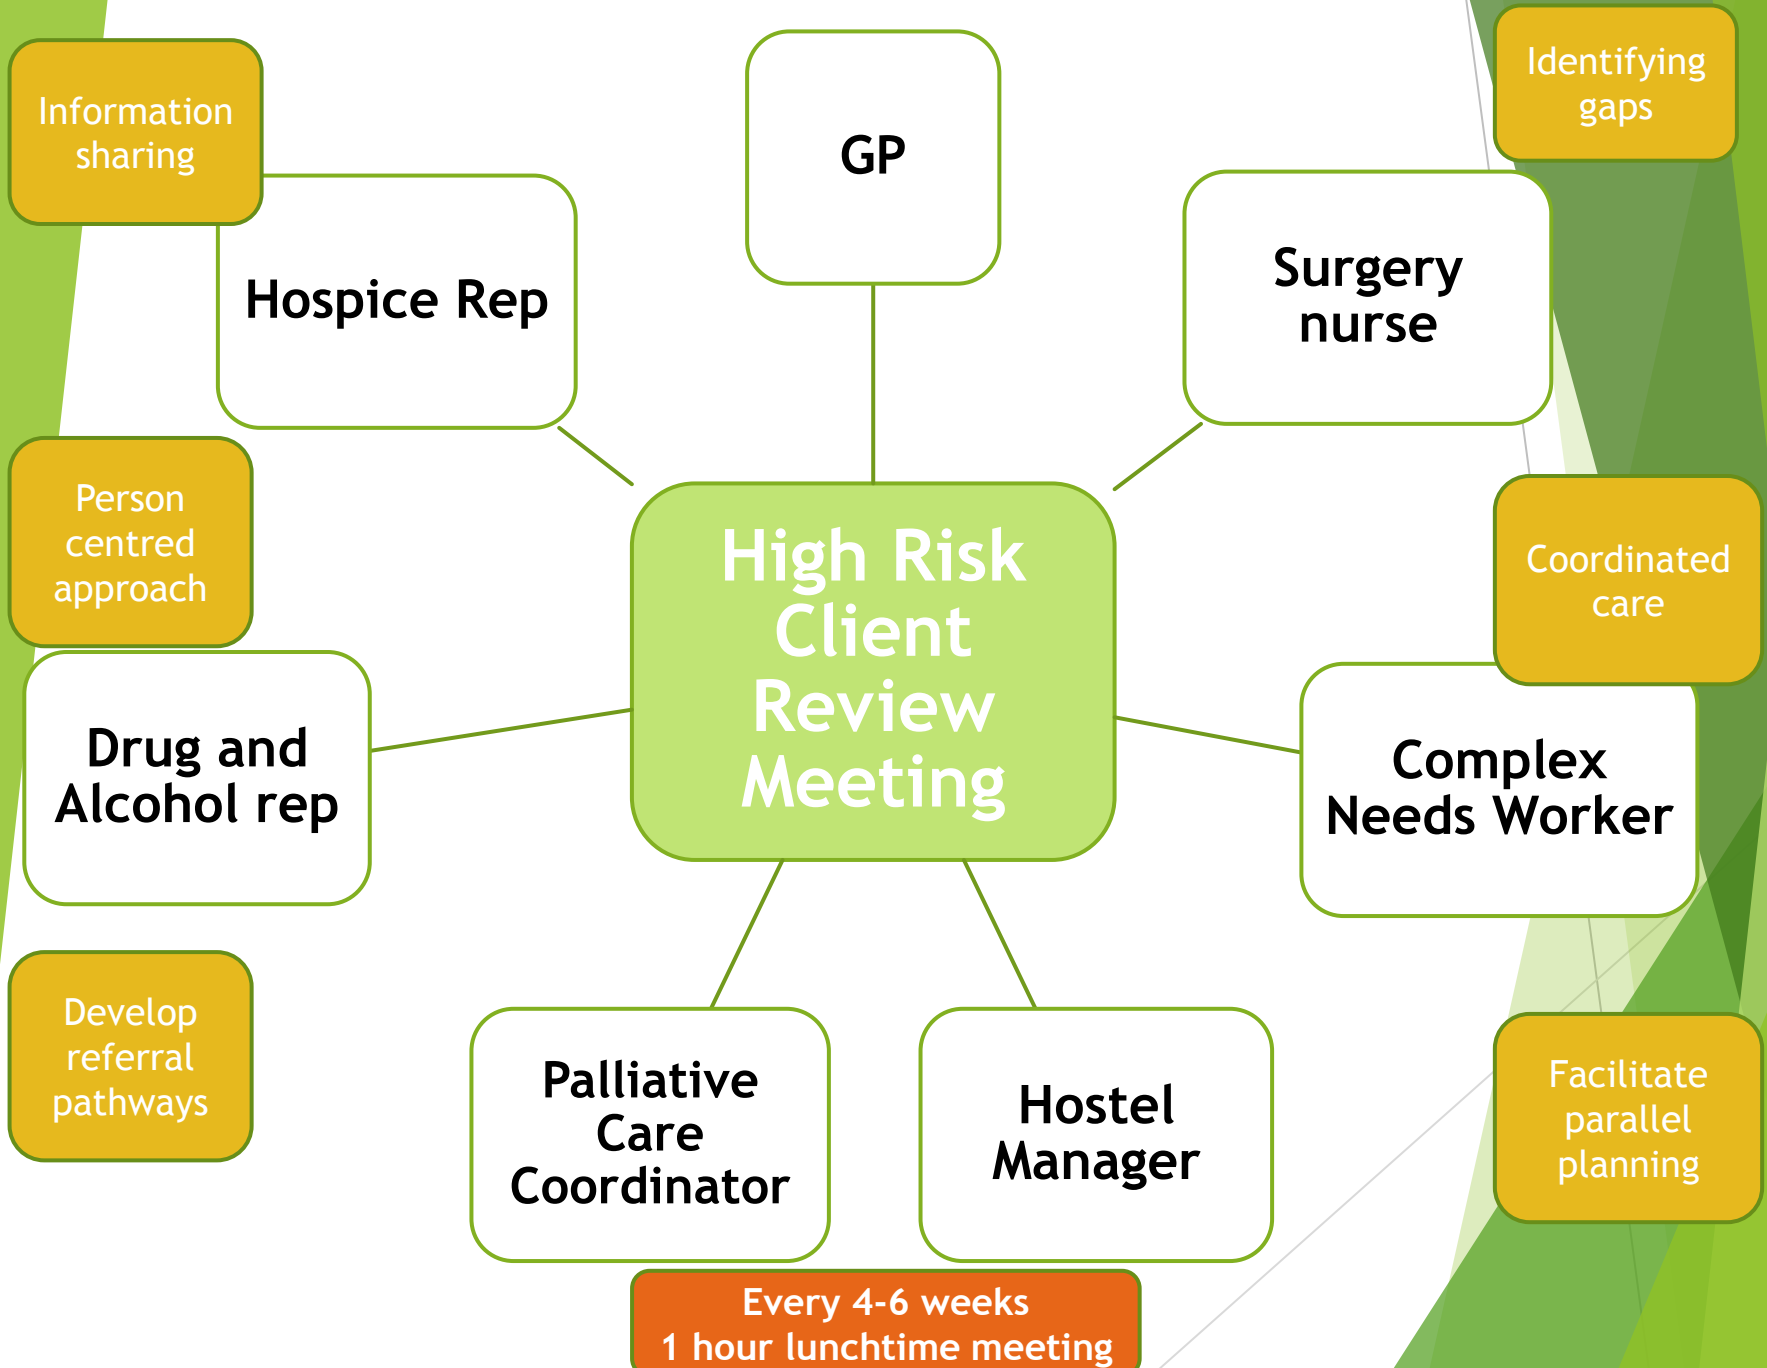 Information
sharing
GP
Identifying
gaps
Hospice Rep
Surgery
nurse
Person
centred
approach
High Risk
Client
Review
Meeting
Coordinated
care
Drug and
Alcohol rep
Complex
Needs Worker
Develop
referral
pathways
Palliative
Care
Coordinator
Hostel
Manager
Facilitate
parallel
planning
Every 4-6 weeks
1 hour lunchtime meeting